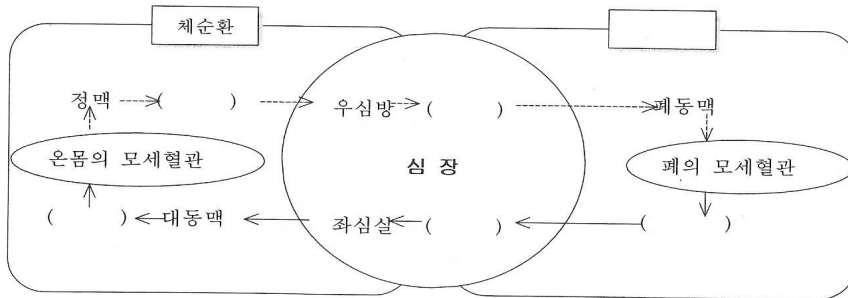 체순환
정맥 ( ) 우심방 ( ) 폐동맥
온몸의 모세혈관 심 장 폐의 모세혈관
( ) 대동맥 좌심실 ( ) ( )